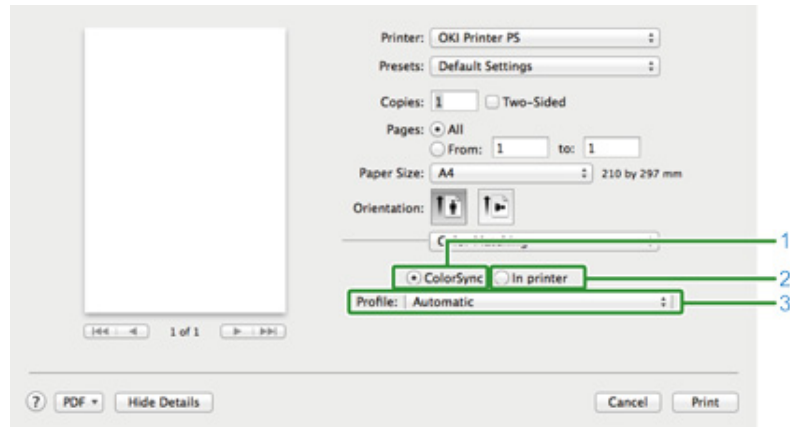 Printer: OKI Printer PS
Presets: Default Settings
Copies: 1 Two-Sided
Pages: All
From: 1 to: 1
Paper Size: A4 210 by 297 mm
Orientation:
Color Matching
1
ColorSync In printer
2
Profile: Automatic
3
1 of 1
? PDF Hide Details Cancel Print